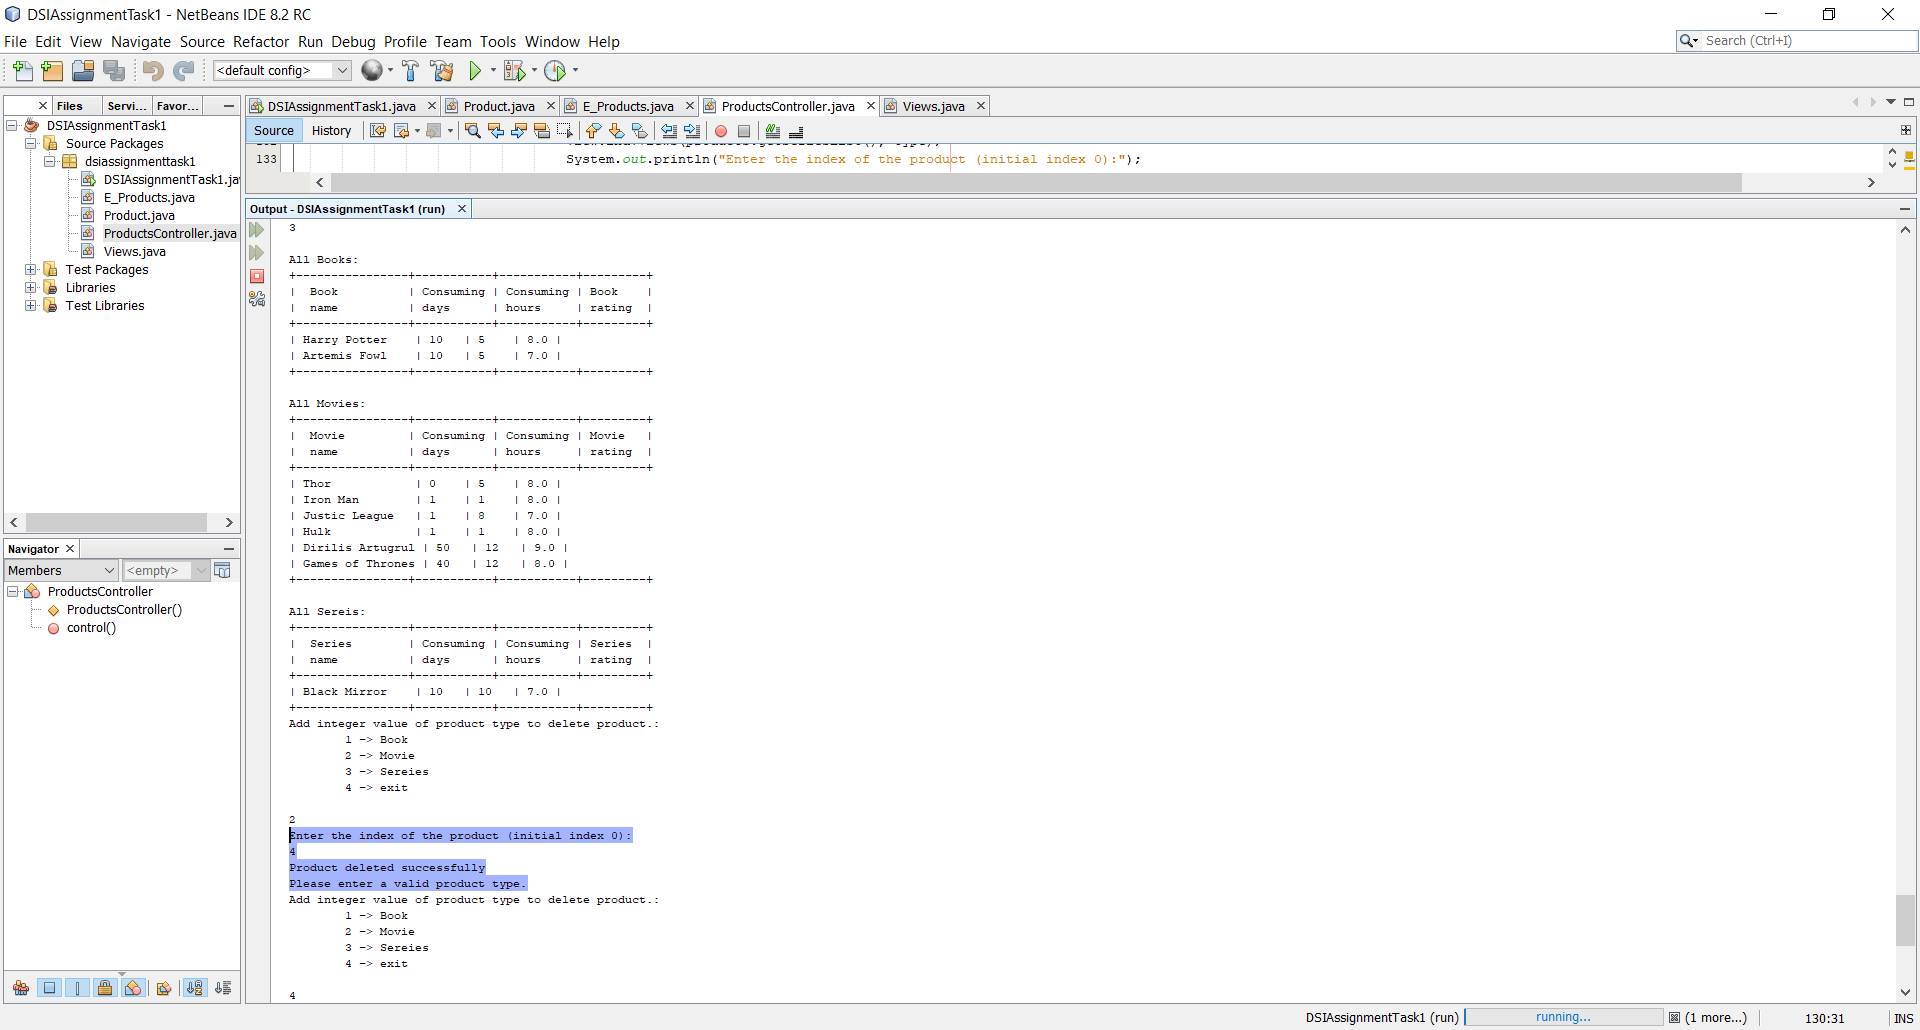 DSIAssignmentTask1 - NetBeans IDE 8.2 RC
File Edit View Navigate Source Refactor Run Debug Profile Team Tools Window Help
Search (Ctrl+I)
<default config>
Files Servi... Favor...
DSIAssignmentTask1.java Product.java E_Products.java ProductsController.java Views.java
Source History
DSIAssignmentTask1
Source Packages
dsiassignmenttask1
DSIAssignmentTask1.ja
E_Products.java
Product.java
ProductsController.java
Views.java
Test Packages
Libraries
Test Libraries
133 System.out.println("Enter the index of the product (initial index 0):");
Output - DSIAssignmentTask1 (run)
3
All Books:
+----------------+-----------+-----------+---------+
|  Book          | Consuming | Consuming | Book    |
|  name          | days      | hours     | rating  |
+----------------+-----------+-----------+---------+
| Harry Potter    | 10   | 5    | 8.0 |
| Artemis Fowl    | 10   | 5    | 7.0 |
+----------------+-----------+-----------+---------+
All Movies:
+----------------+-----------+-----------+---------+
|  Movie         | Consuming | Consuming | Movie   |
|  name          | days      | hours     | rating  |
+----------------+-----------+-----------+---------+
| Thor            | 0    | 5    | 8.0 |
| Iron Man        | 1    | 1    | 8.0 |
| Justic League   | 1    | 8    | 7.0 |
| Hulk            | 1    | 1    | 8.0 |
| Dirilis Artugrul | 50   | 12   | 9.0 |
| Games of Thrones | 40   | 12   | 8.0 |
+----------------+-----------+-----------+---------+
All Sereis:
+----------------+-----------+-----------+---------+
|  Series        | Consuming | Consuming | Series  |
|  name          | days      | hours     | rating  |
+----------------+-----------+-----------+---------+
| Black Mirror    | 10   | 10   | 7.0 |
+----------------+-----------+-----------+---------+
Add integer value of product type to delete product.:
1 -> Book
2 -> Movie
3 -> Sereies
4 -> exit
2
Enter the index of the product (initial index 0):
4
Product deleted successfully
Please enter a valid product type.
Add integer value of product type to delete product.:
1 -> Book
2 -> Movie
3 -> Sereies
4 -> exit
4
Navigator
Members <empty>
ProductsController
ProductsController()
control()
DSIAssignmentTask1 (run) running... (1 more...) 130:31 INS